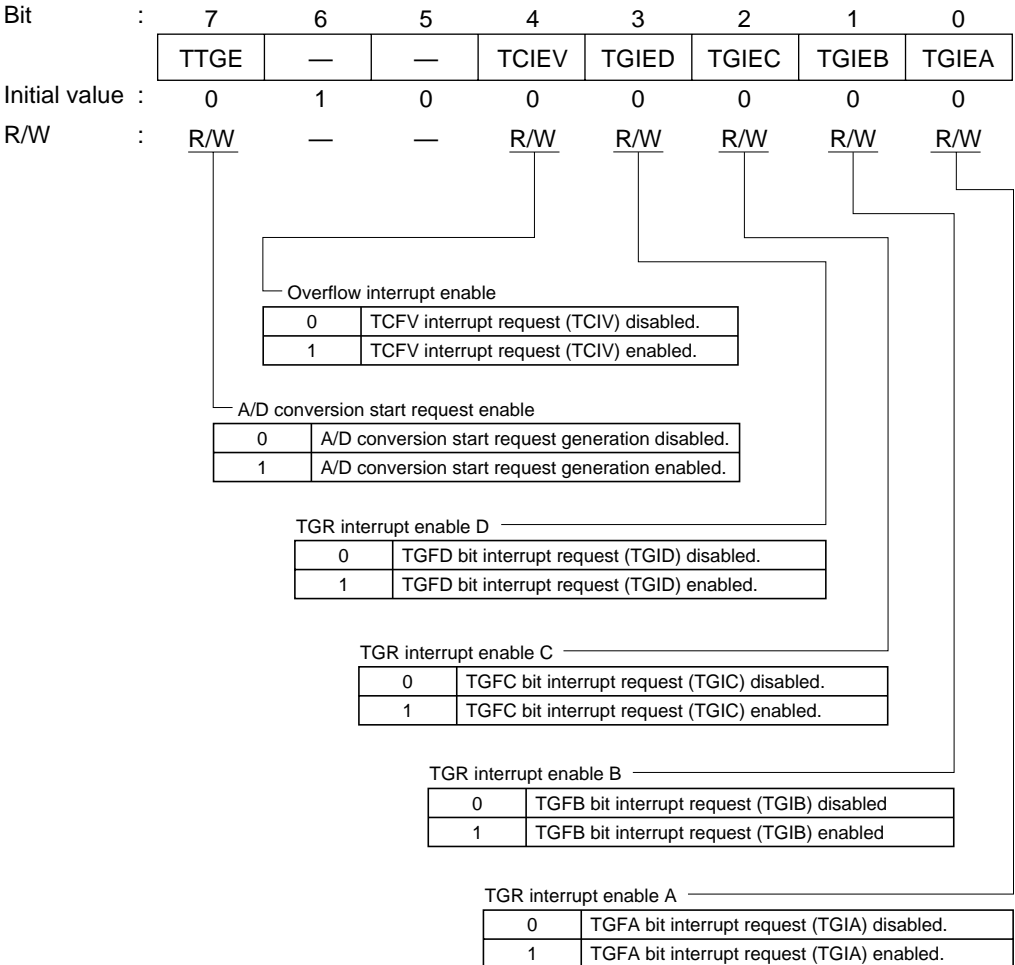 Bit : 7 6 5 4 3 2 1 0
TTGE — — TCIEV TGIED TGIEC TGIEB TGIEA
Initial value : 0 1 0 0 0 0 0 0
R/W : R/W — — R/W R/W R/W R/W R/W
Overflow interrupt enable
0 TCFV interrupt request (TCIV) disabled.
1 TCFV interrupt request (TCIV) enabled.
A/D conversion start request enable
0 A/D conversion start request generation disabled.
1 A/D conversion start request generation enabled.
TGR interrupt enable D
0 TGFD bit interrupt request (TGID) disabled.
1 TGFD bit interrupt request (TGID) enabled.
TGR interrupt enable C
0 TGFC bit interrupt request (TGIC) disabled.
1 TGFC bit interrupt request (TGIC) enabled.
TGR interrupt enable B
0 TGFB bit interrupt request (TGIB) disabled
1 TGFB bit interrupt request (TGIB) enabled
TGR interrupt enable A
0 TGFA bit interrupt request (TGIA) disabled.
1 TGFA bit interrupt request (TGIA) enabled.